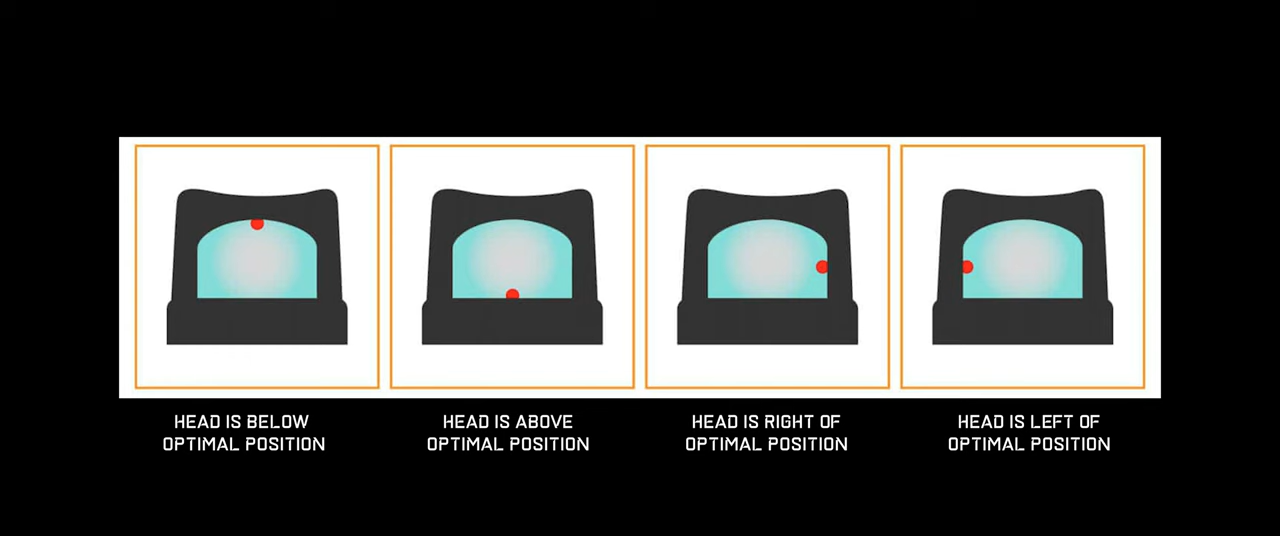 HEAD IS BELOW
OPTIMAL POSITION
HEAD IS ABOVE
OPTIMAL POSITION
HEAD IS RIGHT OF
OPTIMAL POSITION
HEAD IS LEFT OF
OPTIMAL POSITION